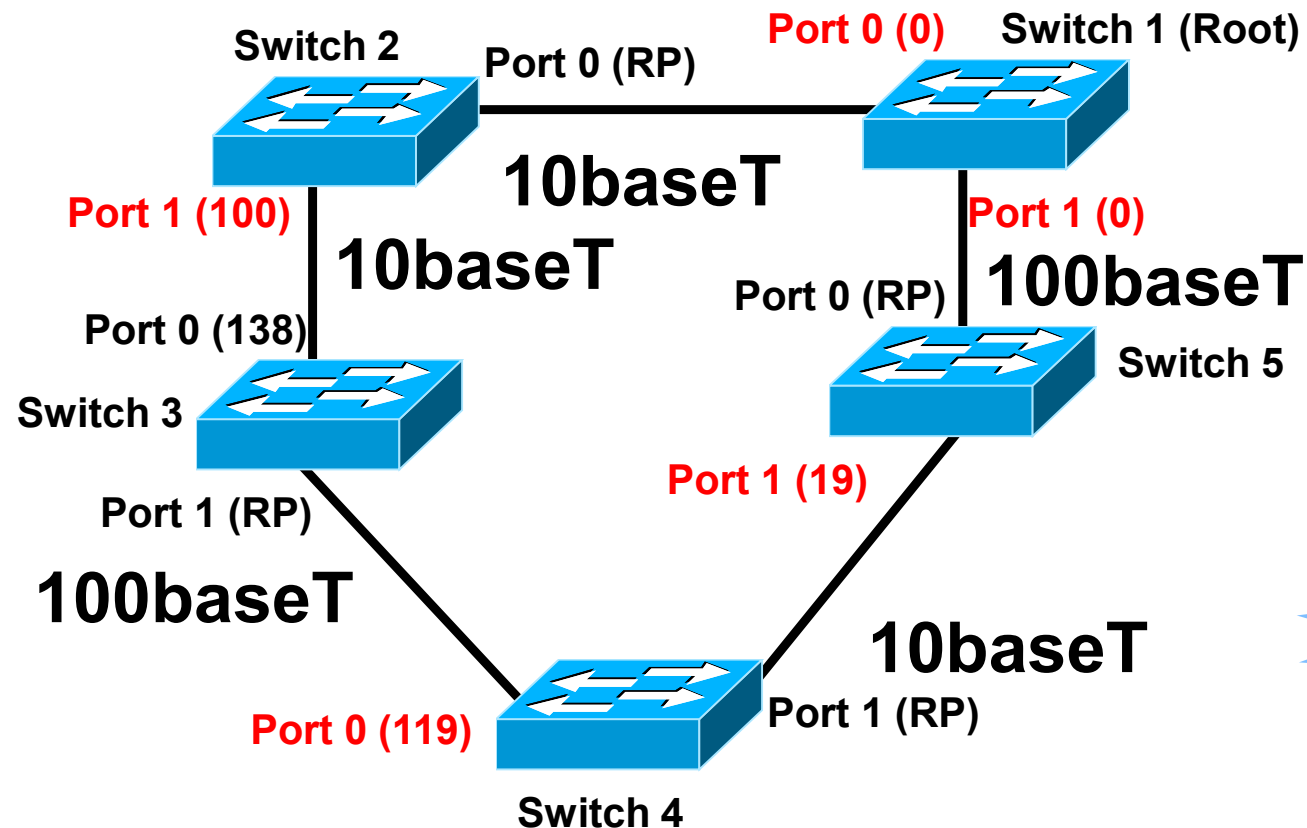 Port 0 (0)
Switch 1 (Root)
Switch 2
Port 0 (RP)
10baseT
Port 1 (100)
Port 1 (0)
10baseT
100baseT
Port 0 (RP)
Port 0 (138)
Switch 5
Switch 3
Port 1 (19)
Port 1 (RP)
100baseT
10baseT
Port 1 (RP)
Port 0 (119)
Switch 4